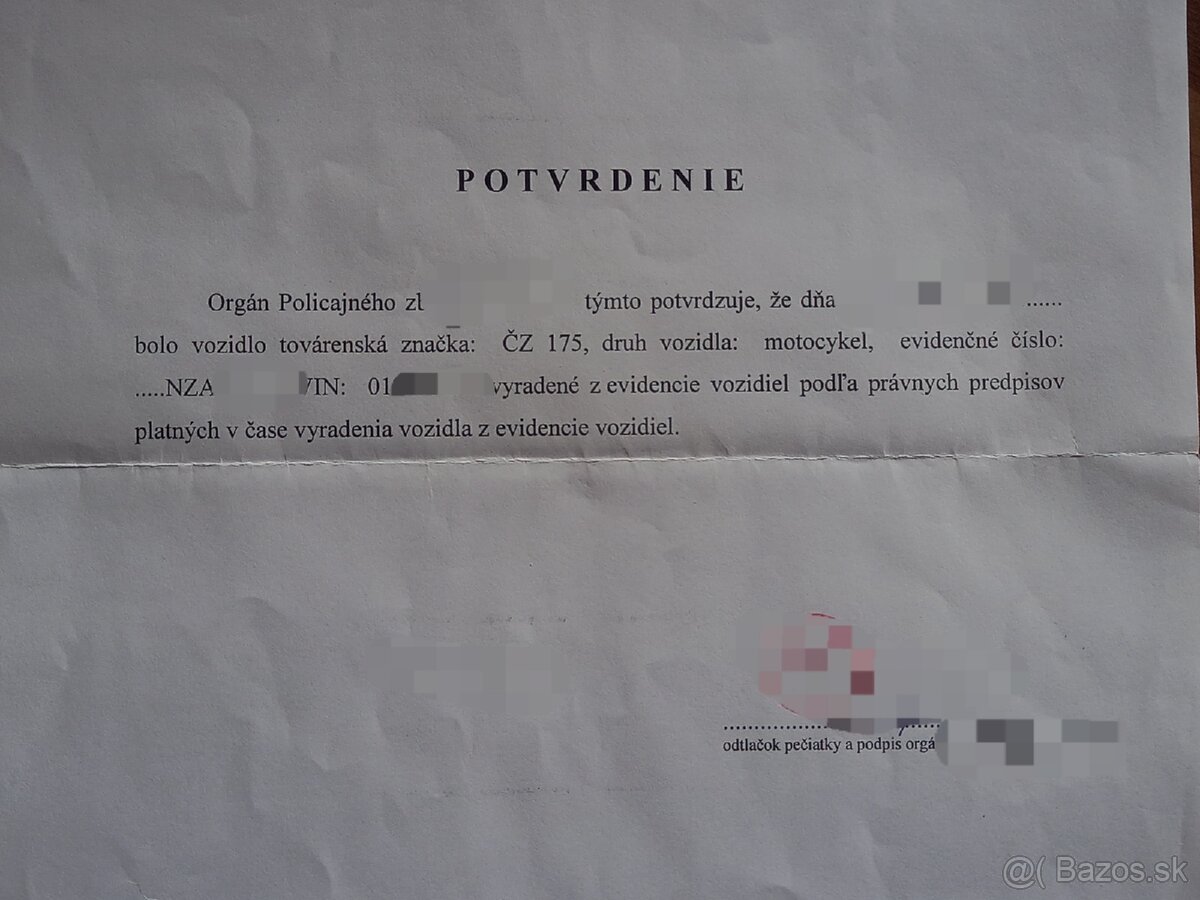 POTVRDENIE
Orgán Policajného týmto potvrdzuje, že dňa ......
bolo vozidlo továrenská značka: ČZ 175, druh vozidla: motocykel, evidenčné číslo:
.....NZA VIN: 01 vyradené z evidencie vozidiel podľa právnych predpisov
platných v čase vyradenia vozidla z evidencie vozidiel.
odtlačok pečiatky a podpis
@( Bazos.sk